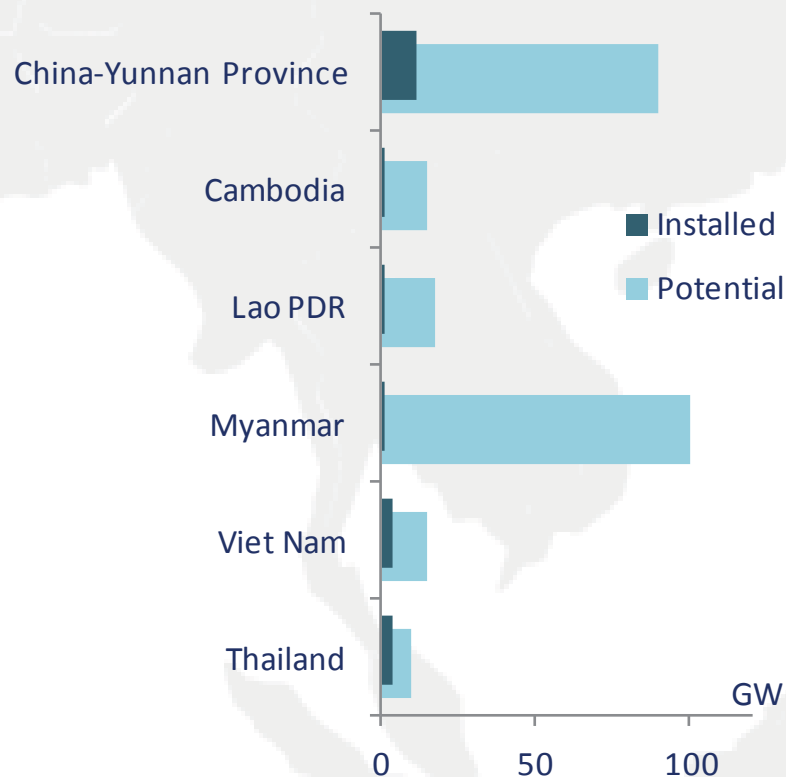 China-Yunnan Province
Cambodia
Installed
Potential
Lao PDR
Myanmar
Viet Nam
Thailand
GW
0 50 100